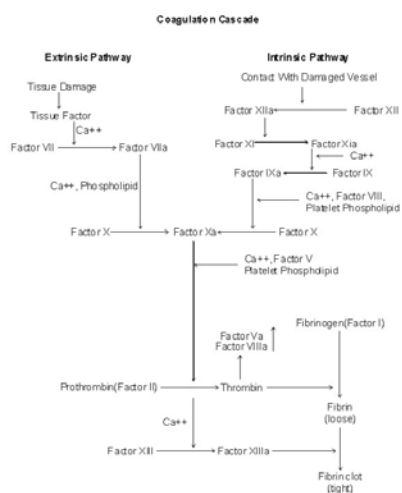 Coagulation Cascade
Extrinsic Pathway
Intrinsic Pathway
Tissue Damage
Tissue Factor
Ca++
Factor VII
Factor VIIa
Ca++, Phospholipid
Contact With Damaged Vessel
Factor XIIa
Factor XII
Factor XI
Factor Xia
Ca++
Factor IXa
Factor IX
Ca++, Factor VIII,
Platelet Phospholipid
Factor X
Factor Xa
Factor X
Ca++, Factor V
Platelet Phospholipid
Factor Va
Factor VIIIa
Fibrinogen(Factor I)
Prothrombin(Factor II)
Thrombin
Fibrin
(loose)
Ca++
Factor XIII
Factor XIIIa
Fibrin clot
(tight)